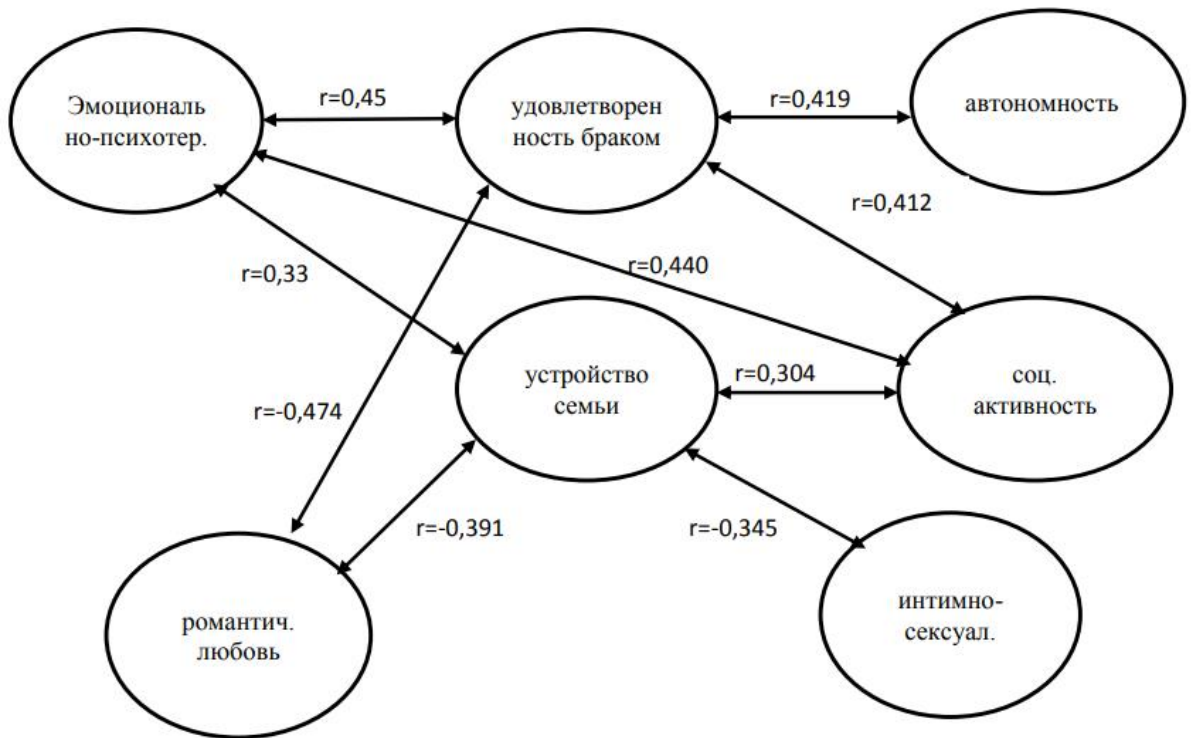 Эмоциональ
но-психотер.
r=0,45
удовлетворен
ность браком
r=0,419
автономность
r=0,412
r=0,440
r=0,33
устройство
семьи
r=0,304
соц.
активность
r=-0,474
r=-0,391
r=-0,345
романтич.
любовь
интимно-
сексуал.